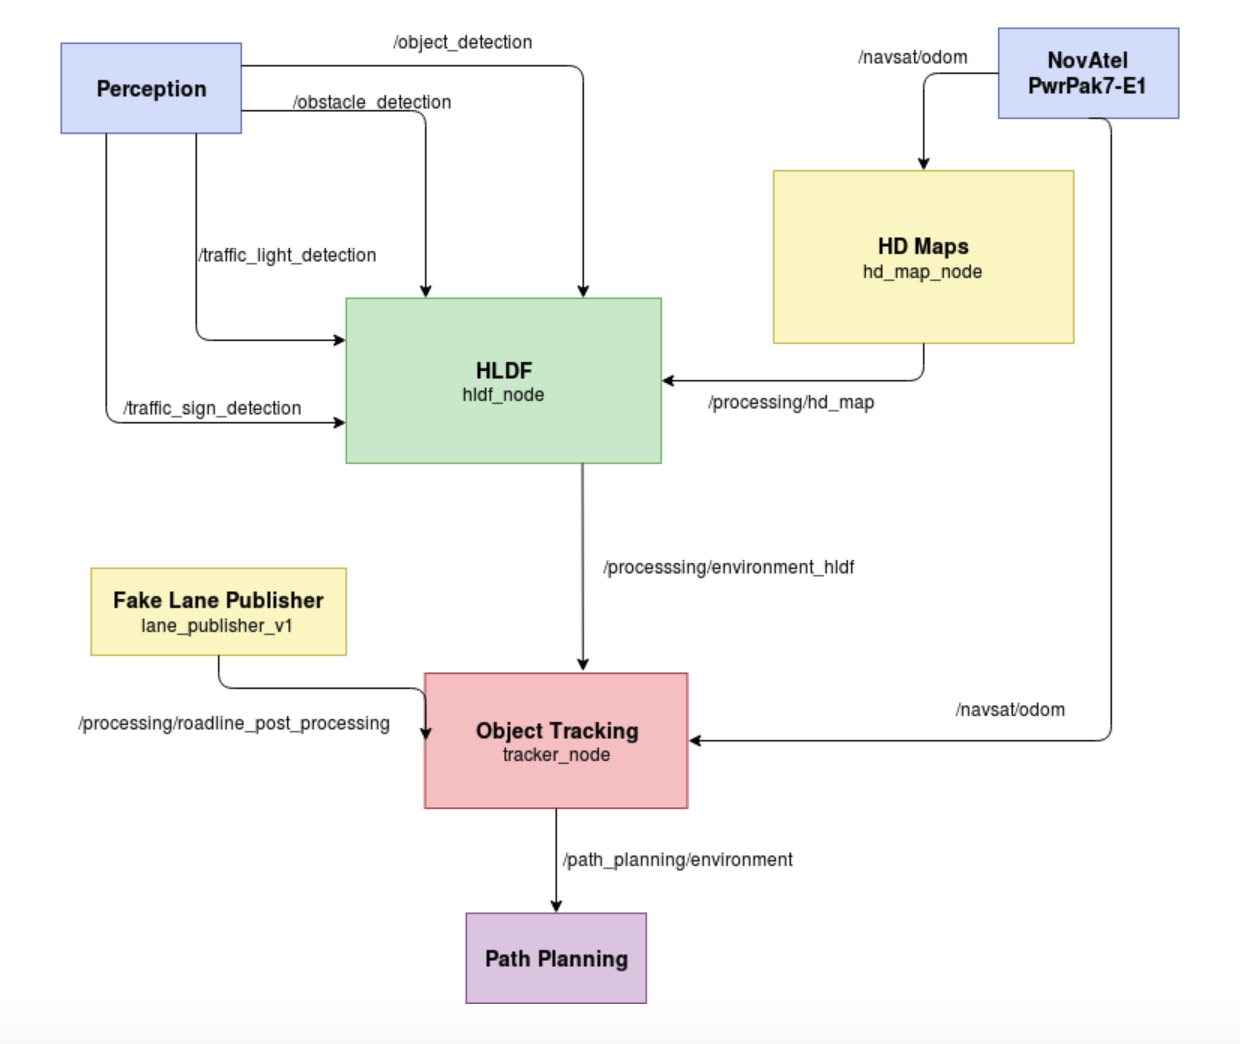 /object_detection
/navsat/odom
NovAtel
PwrPak7-E1
Perception
/obstacle_detection
/traffic_light_detection
HD Maps
hd_map_node
HLDF
hldf_node
/traffic_sign_detection
/processing/hd_map
/processsing/environment_hldf
Fake Lane Publisher
lane_publisher_v1
/processing/roadline_post_processing
/navsat/odom
Object Tracking
tracker_node
/path_planning/environment
Path Planning